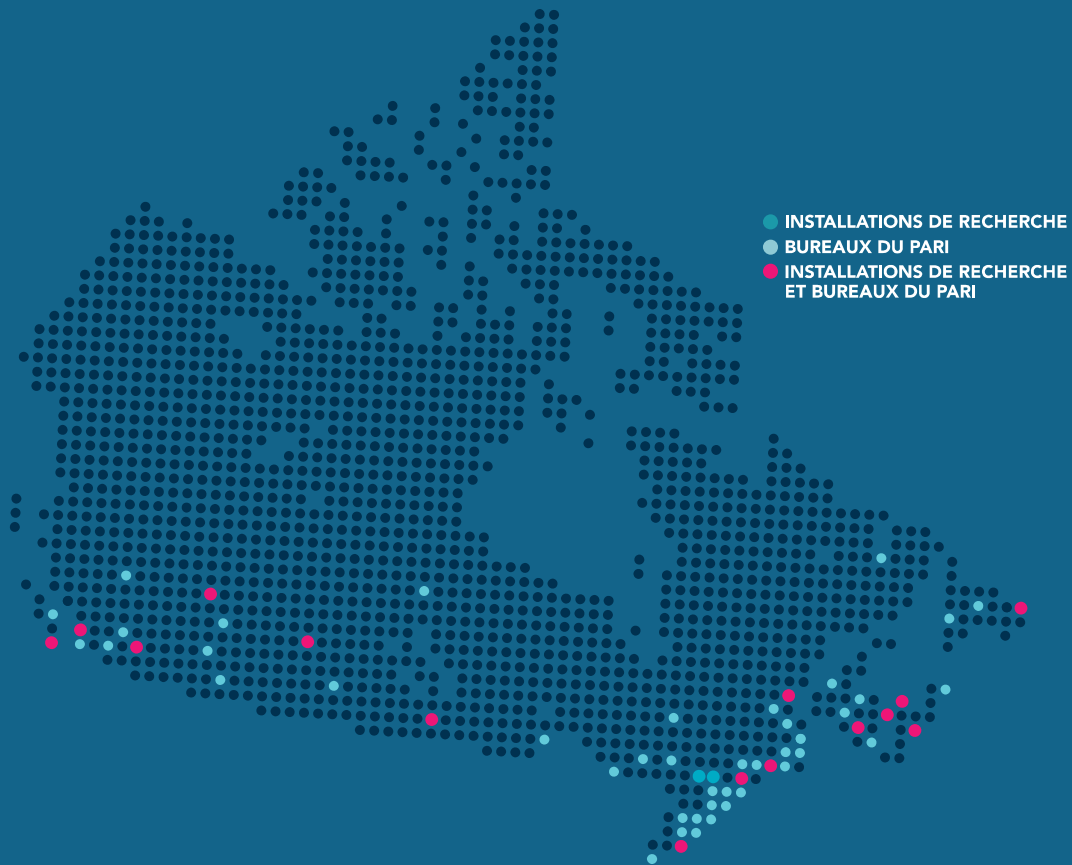 INSTALLATIONS DE RECHERCHE
BUREAUX DU PARI
INSTALLATIONS DE RECHERCHE
ET BUREAUX DU PARI